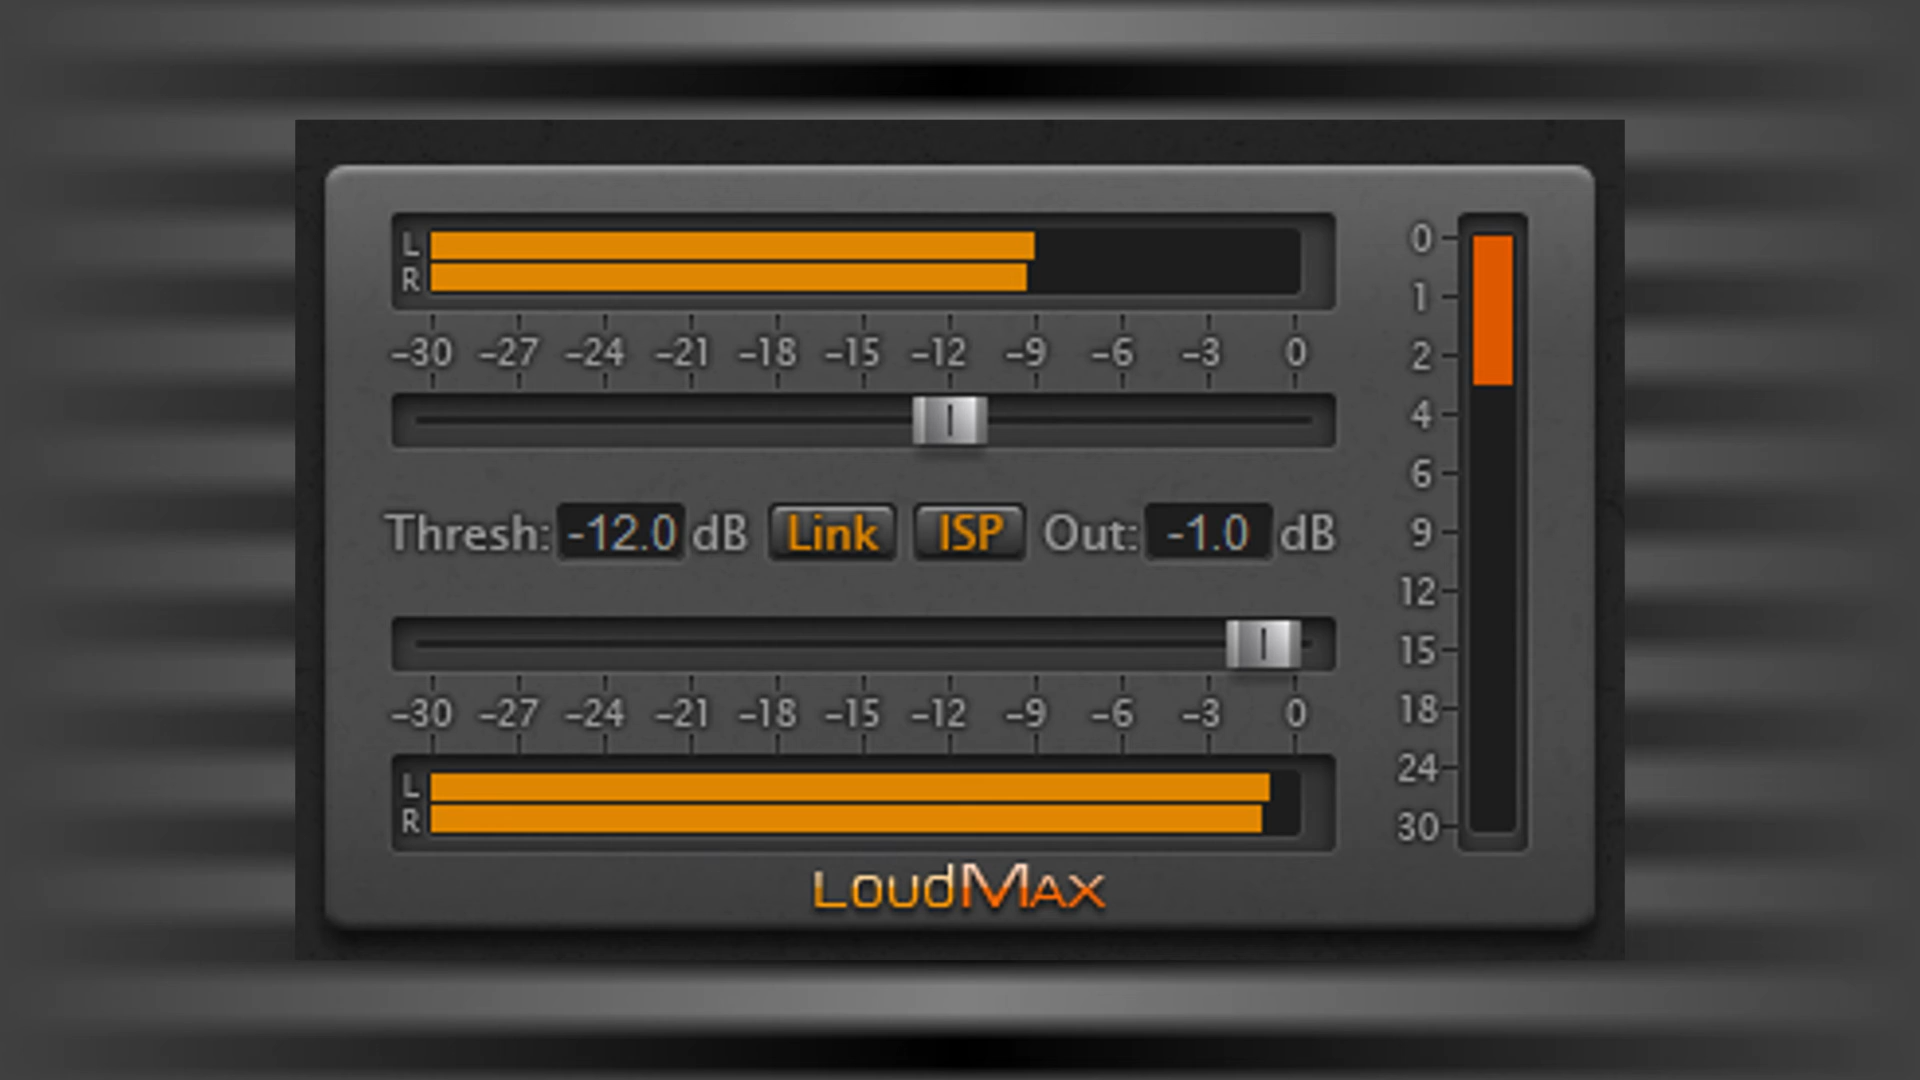 L
R
-30 -27 -24 -21 -18 -15 -12 -9 -6 -3 0
Thresh: -12.0 dB Link ISP Out: -1.0 dB
-30 -27 -24 -21 -18 -15 -12 -9 -6 -3 0
L
R
LoudMax
0
1
2
4
6
9
12
15
18
24
30